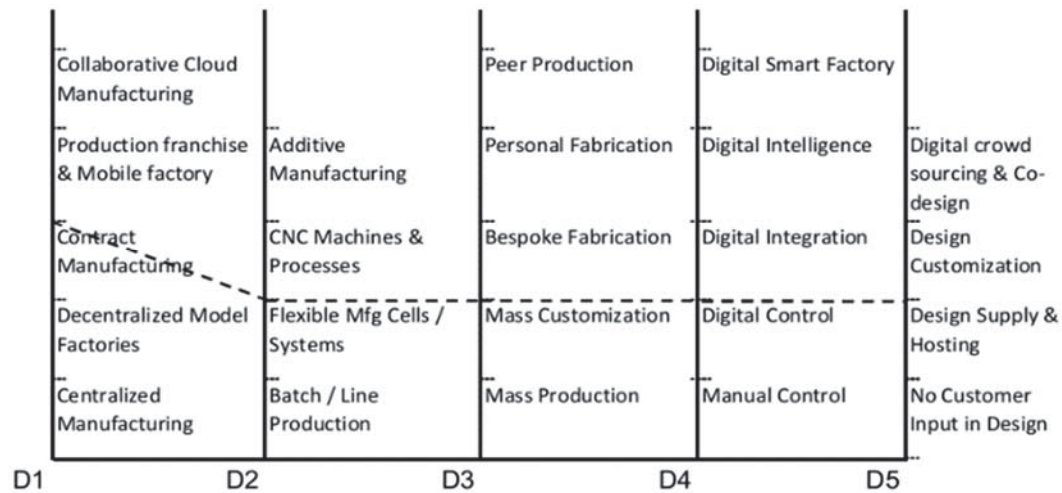 Collaborative Cloud
Manufacturing
Peer Production
Digital Smart Factory
Production franchise
& Mobile factory
Additive
Manufacturing
Personal Fabrication
Digital Intelligence
Digital crowd
sourcing & Co-
design
Contract
Manufacturing
CNC Machines &
Processes
Bespoke Fabrication
Digital Integration
Design
Customization
Decentralized Model
Factories
Flexible Mfg Cells /
Systems
Mass Customization
Digital Control
Design Supply &
Hosting
Centralized
Manufacturing
Batch / Line
Production
Mass Production
Manual Control
No Customer
Input in Design
D1
D2
D3
D4
D5